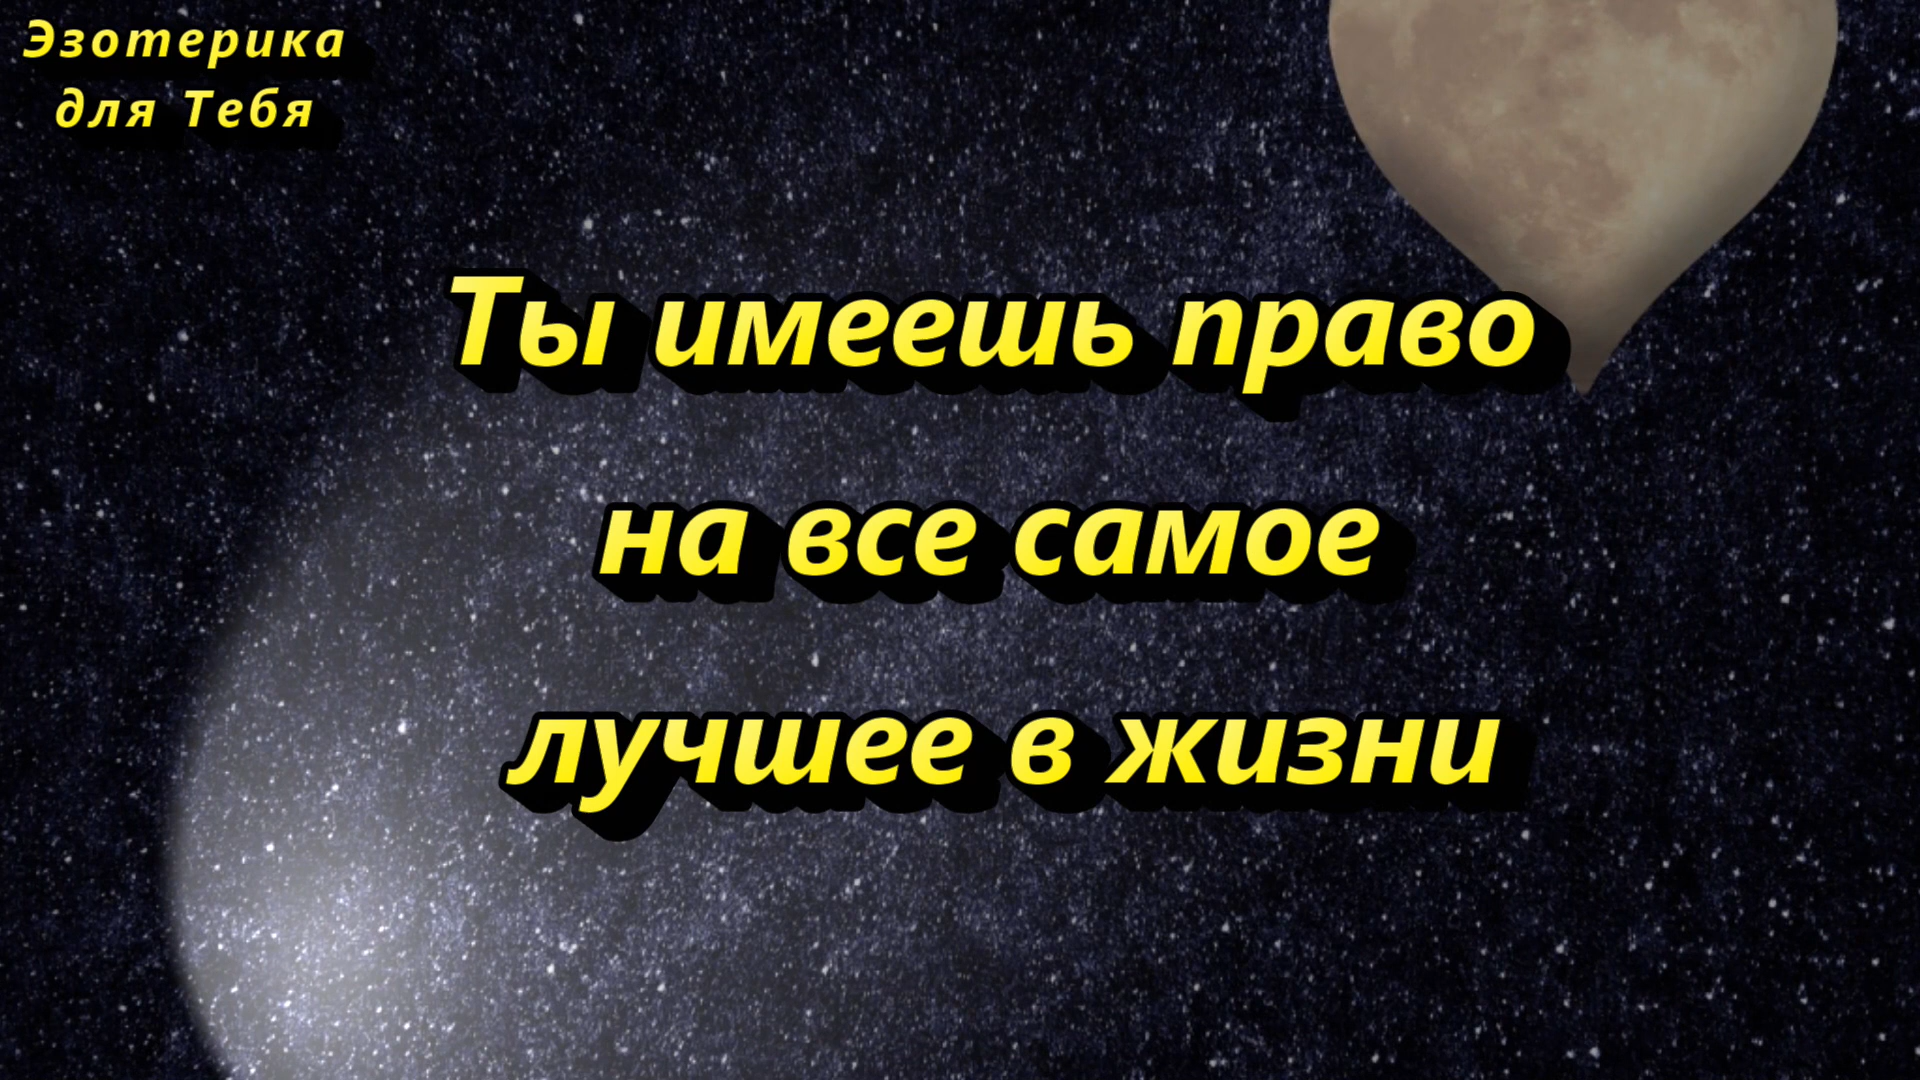 Эзотерика
для Тебя
Ты имеешь право
на все самое
лучшее в жизни